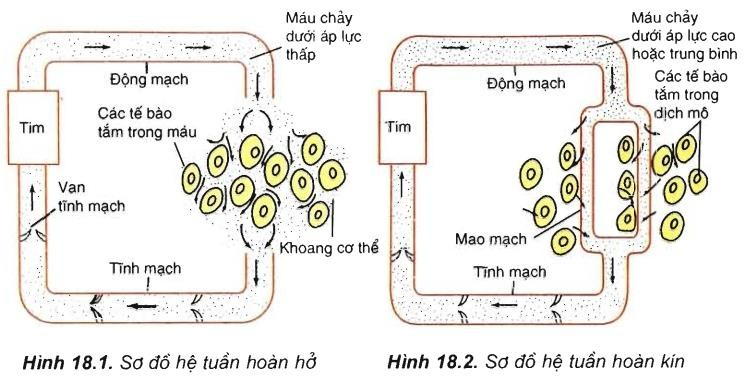 Máu chảy
dưới áp lực
thấp
Động mạch
Các tế bào
tắm trong máu
Tim
Vạn
tĩnh mạch
Khoang cơ thể
Tĩnh mạch
Hình 18.1. Sơ đồ hệ tuần hoàn hở
Máu chảy
dưới áp lực cao
hoặc trung bình
Động mạch
Các tế bào
tắm trong
dịch mô
Tim
Mao mạch
Tĩnh mạch
Hình 18.2. Sơ đồ hệ tuần hoàn kín